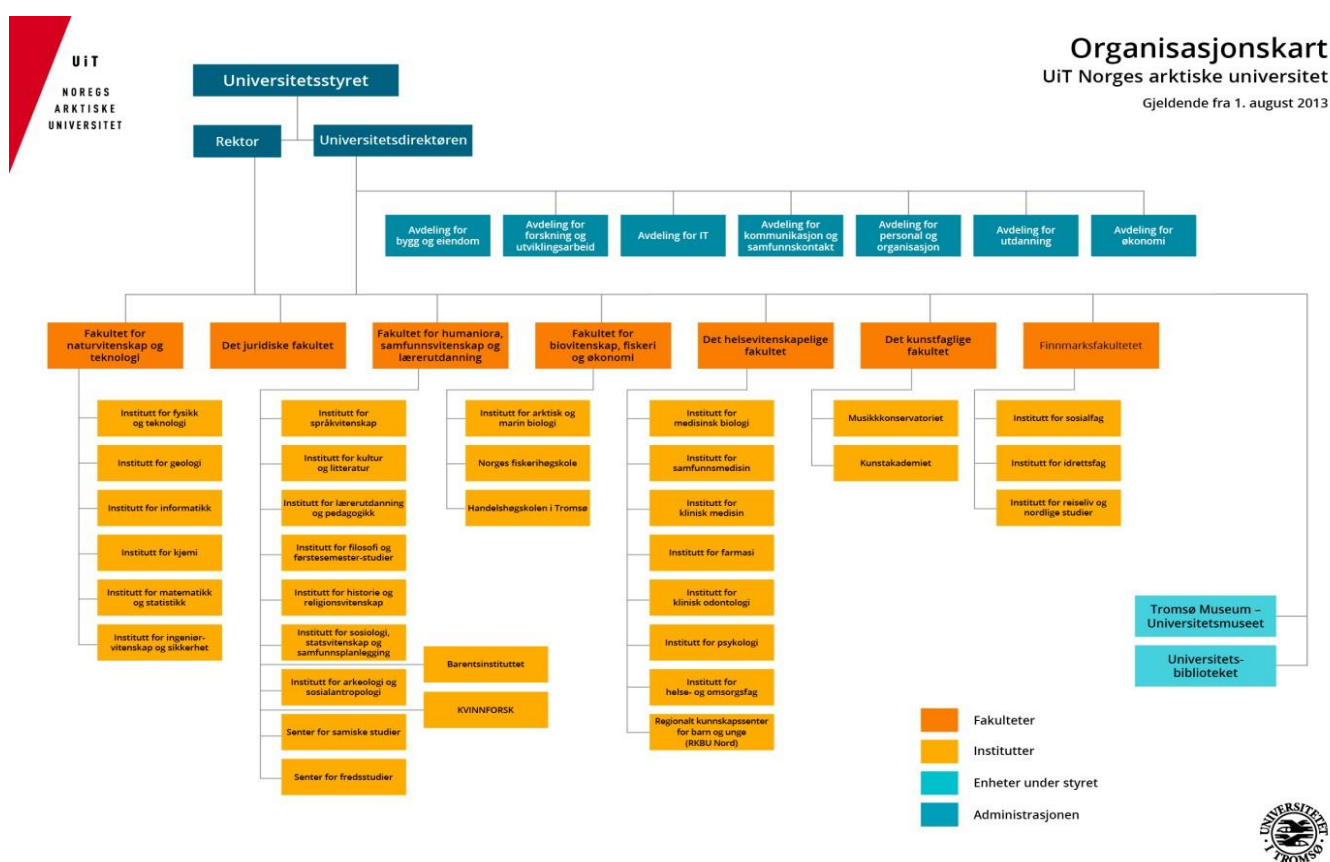 UiT
NOREGS
ARKTISKE
UNIVERSITET
Organisasjonskart
UiT Norges arktiske universitet
Gjeldende fra 1. august 2013
Universitetsstyret
Rektor
Universitetsdirektøren
Avdeling for
bygg og eiendom
Avdeling for
forskning og
utviklingsarbeid
Avdeling for IT
Avdeling for
kommunikasjon og
samfunnskontakt
Avdeling for
personal og
organisasjon
Avdeling for
utdanning
Avdeling for
økonomi
Fakultet for
naturvitenskap og
teknologi
Det juridiske fakultet
Fakultet for humaniora,
samfunnsvitenskap og
lærerutdanning
Fakultet for
biovitenskap, fiskeri
og økonomi
Det helsevitenskapelige
fakultet
Det kunstfaglige
fakultet
Finnmarksfakultetet
Institutt for fysikk
og teknologi
Institutt for geologi
Institutt for informatikk
Institutt for kjemi
Institutt for matematikk
og statistikk
Institutt for ingeniør-
vitenskap og sikkerhet
Institutt for
språkvitenskap
Institutt for kultur
og litteratur
Institutt for lærerutdanning
og pedagogikk
Institutt for filosofi og
førstesemester-studier
Institutt for historie og
religionsvitenskap
Institutt for sosiologi,
statsvitenskap og
samfunnsplanlegging
Institutt for arkeologi og
sosialantropologi
Senter for samiske studier
Senter for fredsstudier
Barentsinstituttet
KVINNFORSK
Institutt for arktisk og
marin biologi
Norges fiskerihøgskole
Handelshøgskolen i Tromsø
Institutt for
medisinsk biologi
Institutt for
samfunnsmedisin
Institutt for
klinisk medisin
Institutt for farmasi
Institutt for
klinisk odontologi
Institutt for psykologi
Institutt for
helse- og omsorgsfag
Regionalt kunnskapssenter
for barn og unge
(RKBU Nord)
Musikkkonservatoriet
Kunstakademiet
Institutt for sosialfag
Institutt for idrettsfag
Institutt for reiseliv og
nordlige studier
Tromsø Museum –
Universitetsmuseet
Universitets-
biblioteket
Fakulteter
Institutter
Enheter under styret
Administrasjonen
UNIVERSITETET
I TROMSØ